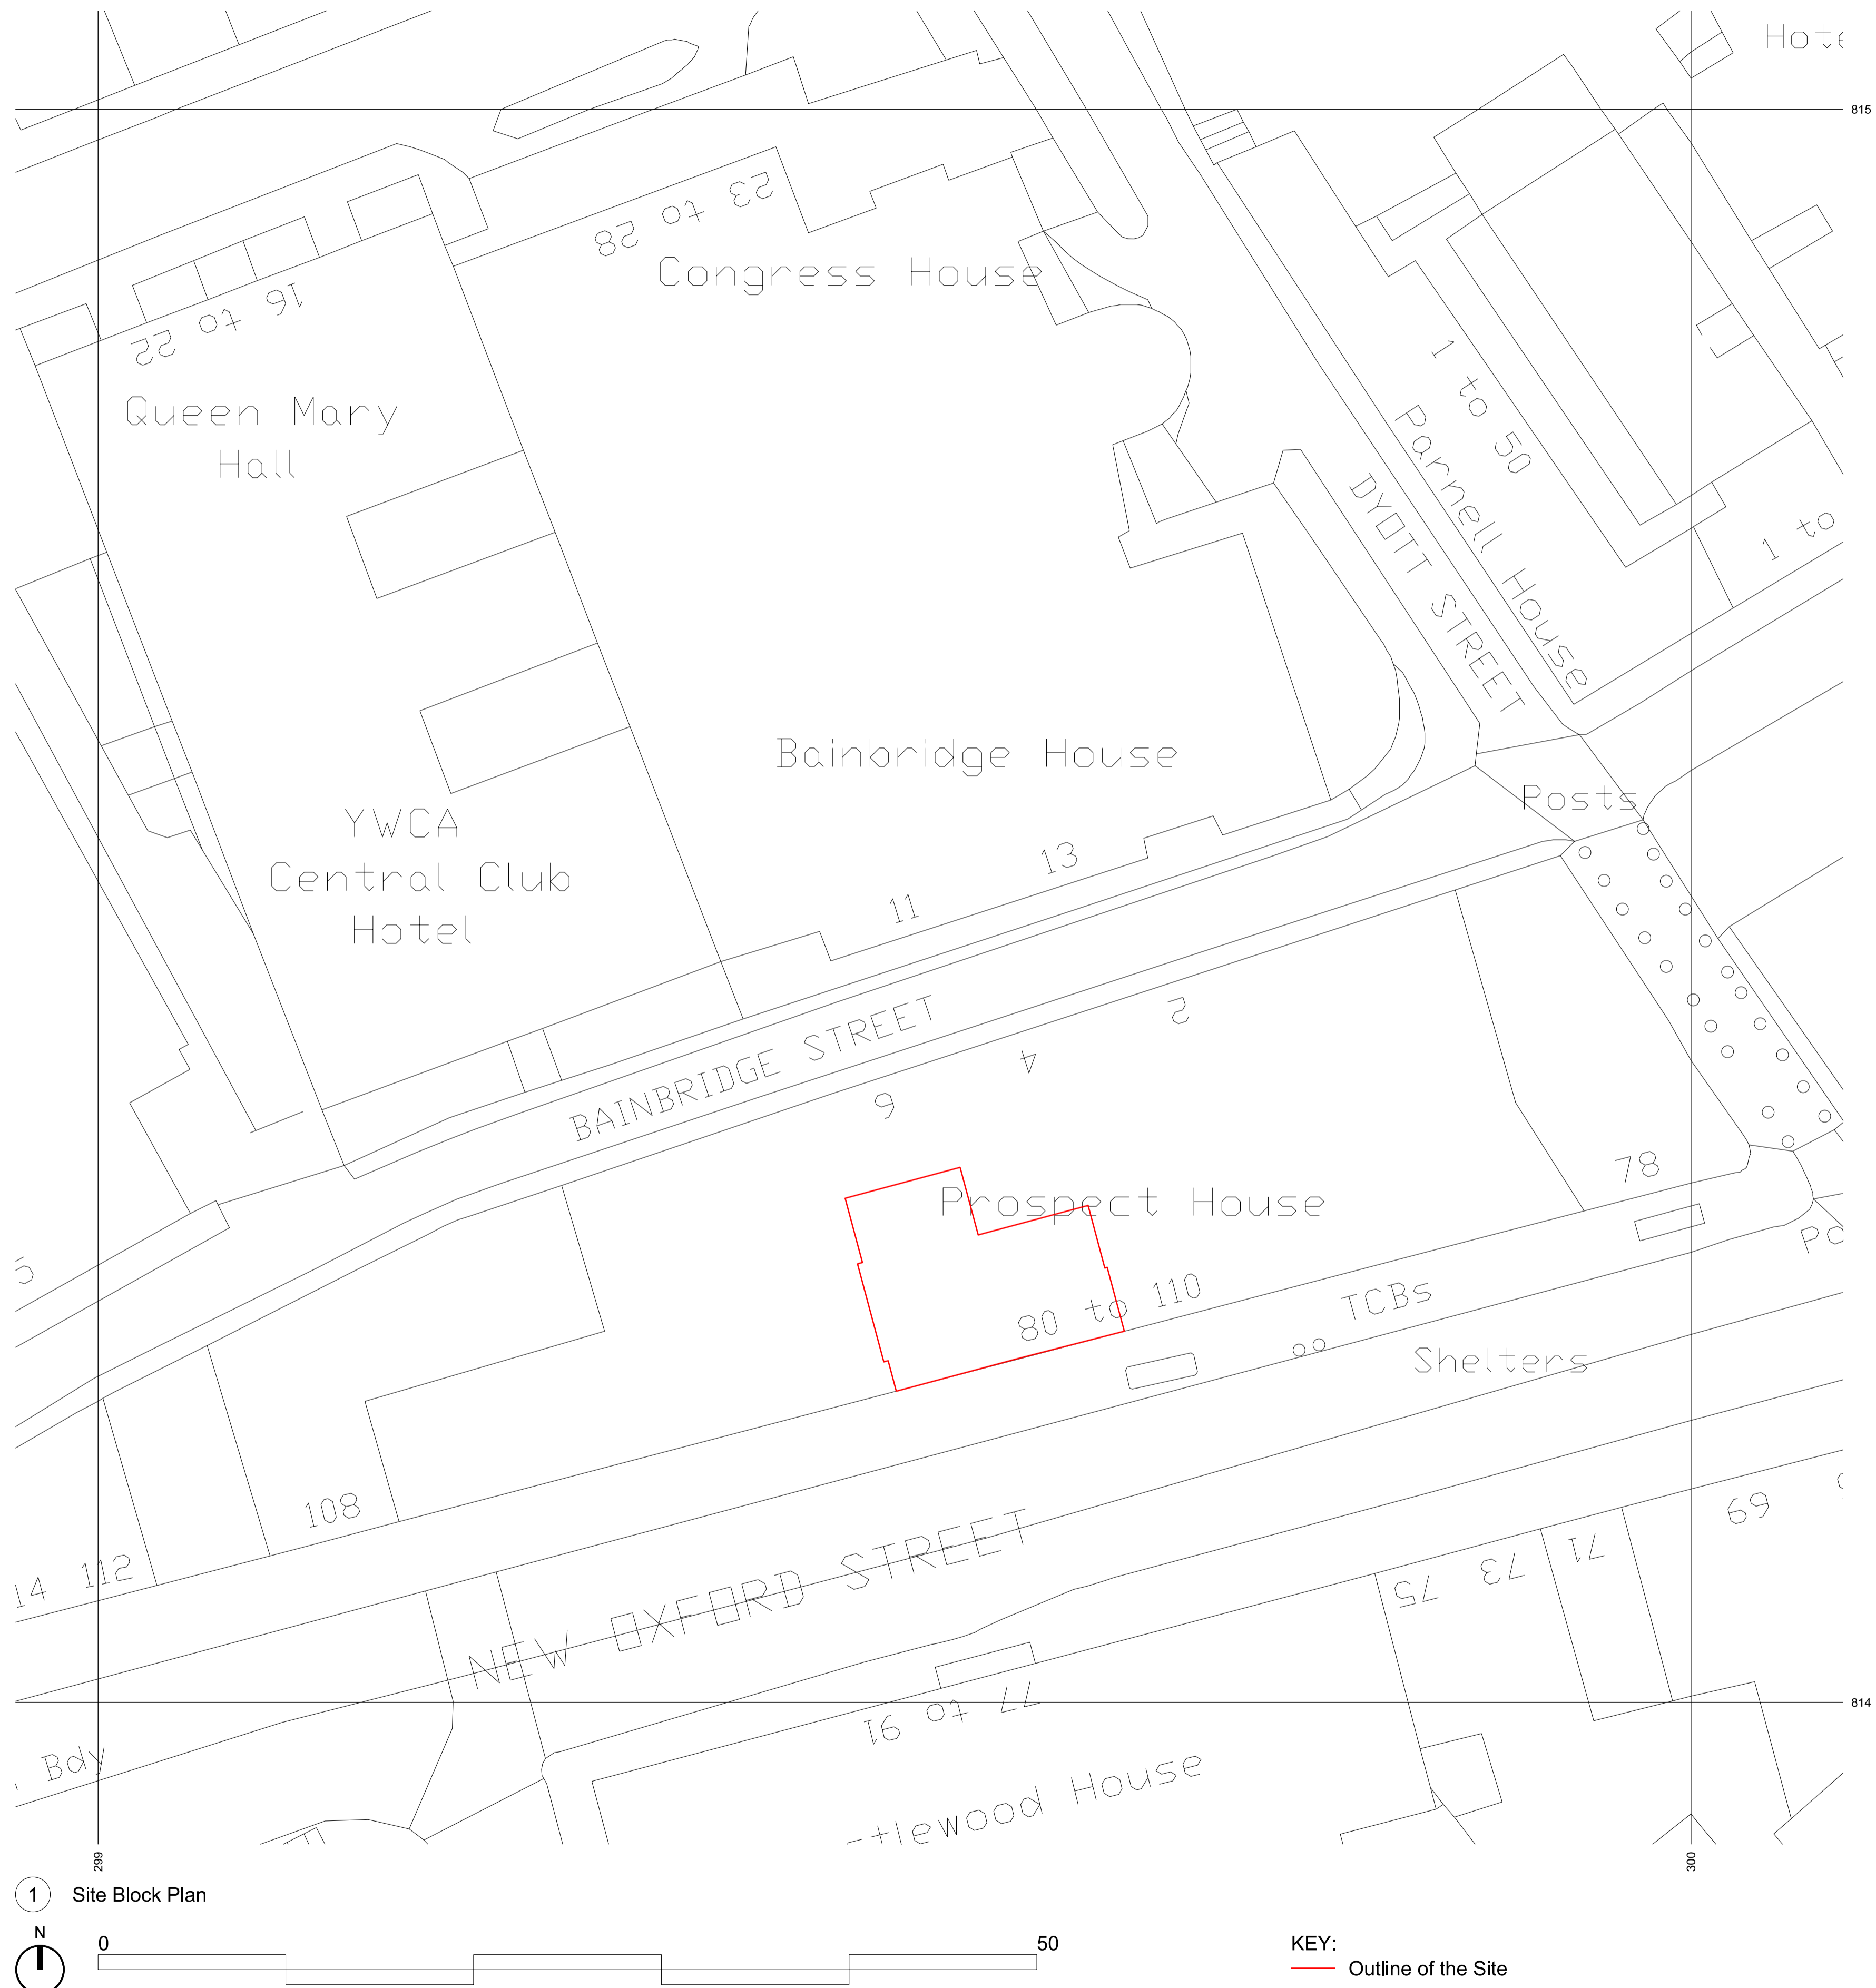 815
23 to 28
Congress House
16 to 22
Queen Mary
Hall
1 to 50
Parnell House
DYOTT STREET
1 to
Bainbridge House
Posts
YWCA
Central Club
Hotel
13
11
BAINBRIDGE STREET
2
4
6
78
Prospect House
80 to 110
TCBs
Shelters
108
112
14
NEW OXFORD STREET
69
71
73
75
77 to 91
814
Bdy
House
299
300
1 Site Block Plan
N
0
50
KEY:
Outline of the Site